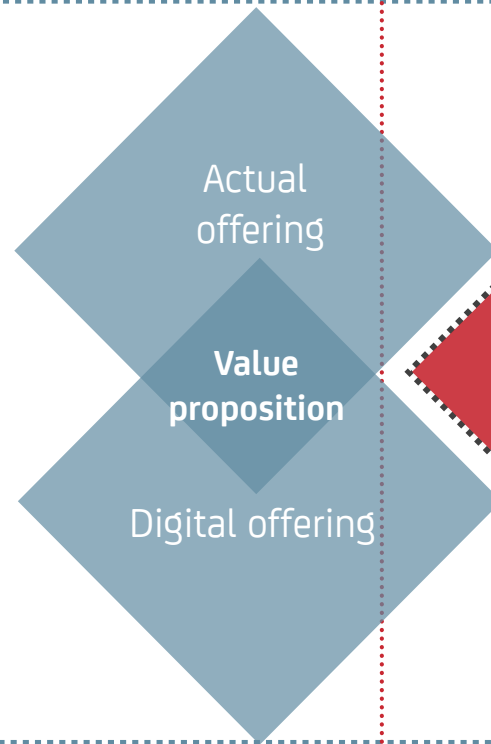 Actual
offering
Value
proposition
Digital offering